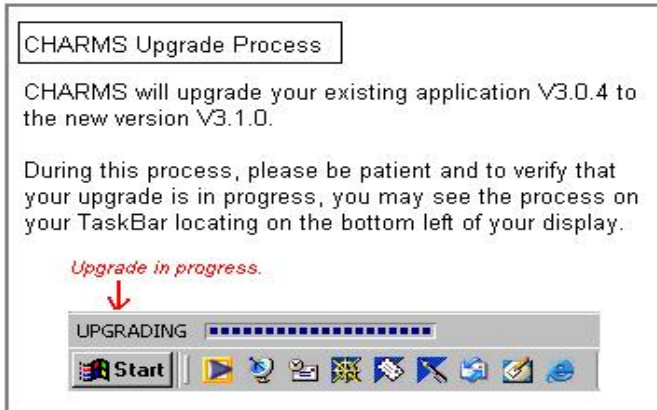 CHARMS Upgrade Process
CHARMS will upgrade your existing application V3.0.4 to
the new version V3.1.0.
During this process, please be patient and to verify that
your upgrade is in progress, you may see the process on
your TaskBar locating on the bottom left of your display.
Upgrade in progress.
UPGRADING
Start